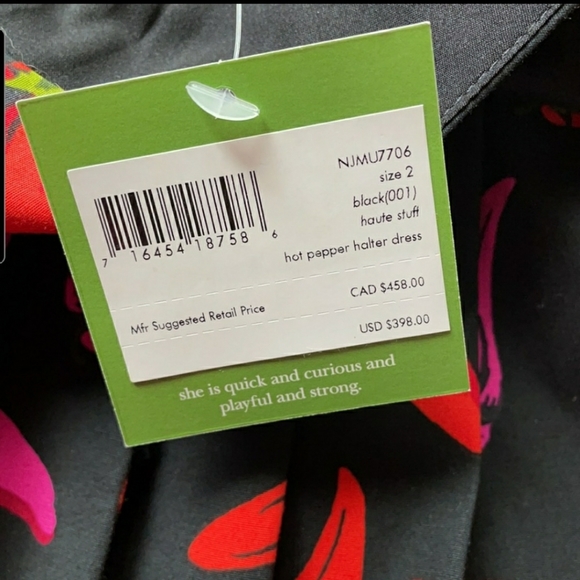 NJMU7706
size 2
black(001)
haute stuff
hot pepper halter dress
7 16454 18758 6
CAD $458.00
Mfr Suggested Retail Price
USD $398.00
she is quick and curious and
playful and strong.